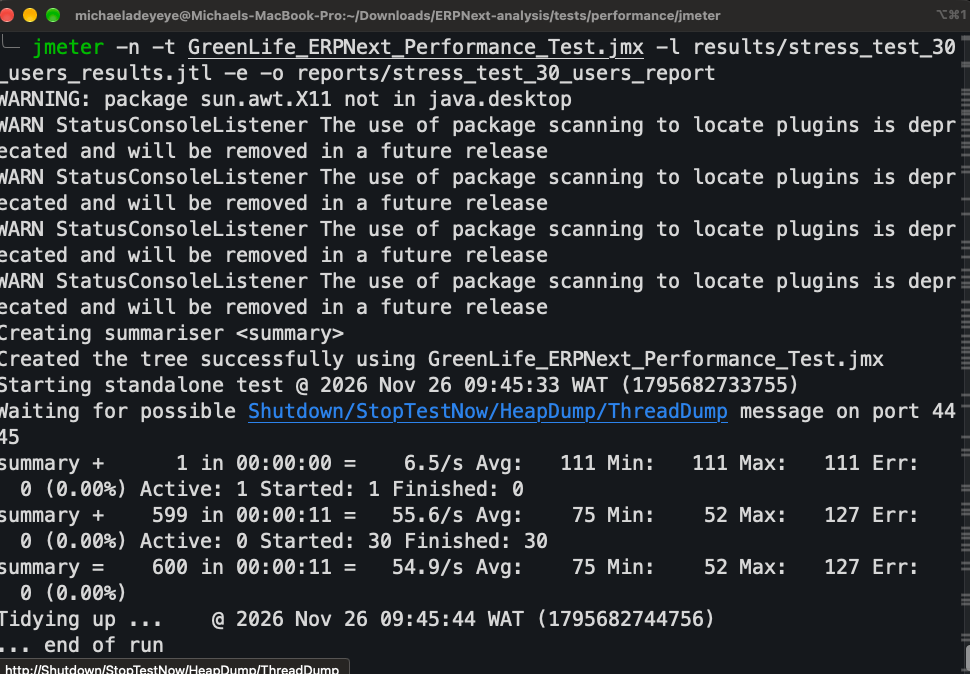 michaeladeyeye@Michaels-MacBook-Pro:~/Downloads/ERPNext-analysis/tests/performance/jmeter ⌥⌘1
jmeter -n -t GreenLife_ERPNext_Performance_Test.jmx -l results/stress_test_30
_users_results.jtl -e -o reports/stress_test_30_users_report
WARNING: package sun.awt.X11 not in java.desktop
WARN StatusConsoleListener The use of package scanning to locate plugins is depr
ecated and will be removed in a future release
WARN StatusConsoleListener The use of package scanning to locate plugins is depr
ecated and will be removed in a future release
WARN StatusConsoleListener The use of package scanning to locate plugins is depr
ecated and will be removed in a future release
WARN StatusConsoleListener The use of package scanning to locate plugins is depr
ecated and will be removed in a future release
Creating summariser <summary>
Created the tree successfully using GreenLife_ERPNext_Performance_Test.jmx
Starting standalone test @ 2026 Nov 26 09:45:33 WAT (1795682733755)
Waiting for possible Shutdown/StopTestNow/HeapDump/ThreadDump message on port 44
45
summary +      1 in 00:00:00 =    6.5/s Avg:   111 Min:   111 Max:   111 Err:
  0 (0.00%) Active: 1 Started: 1 Finished: 0
summary +    599 in 00:00:11 =   55.6/s Avg:    75 Min:    52 Max:   127 Err:
  0 (0.00%) Active: 0 Started: 30 Finished: 30
summary =    600 in 00:00:11 =   54.9/s Avg:    75 Min:    52 Max:   127 Err:
  0 (0.00%)
Tidying up ...    @ 2026 Nov 26 09:45:44 WAT (1795682744756)
... end of run
http://Shutdown/StopTestNow/HeapDump/ThreadDump